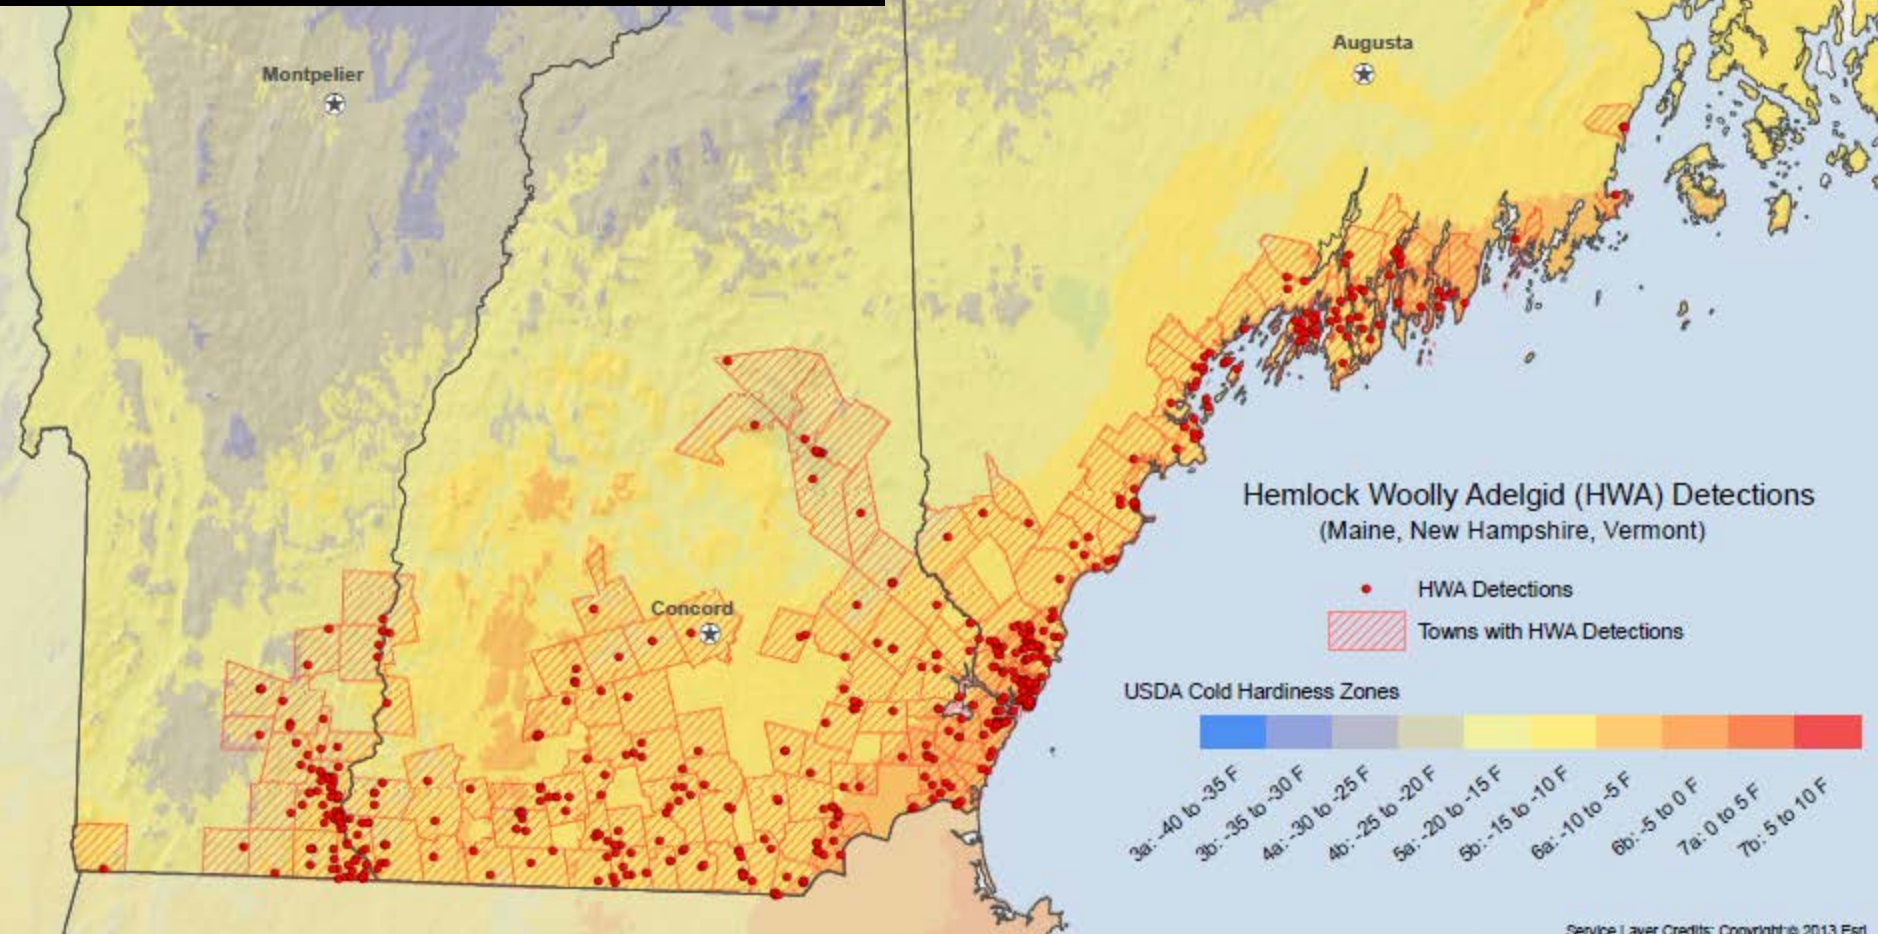 Montpelier
Augusta
Concord
Hemlock Woolly Adelgid (HWA) Detections
(Maine, New Hampshire, Vermont)
HWA Detections
Towns with HWA Detections
USDA Cold Hardiness Zones
3a: -40 to -35 F
3b: -35 to -30 F
4a: -30 to -25 F
4b: -25 to -20 F
5a: -20 to -15 F
5b: -15 to -10 F
6a: -10 to -5 F
6b: -5 to 0 F
7a: 0 to 5 F
7b: 5 to 10 F
Service Layer Credits: Copyright:© 2013 Esri